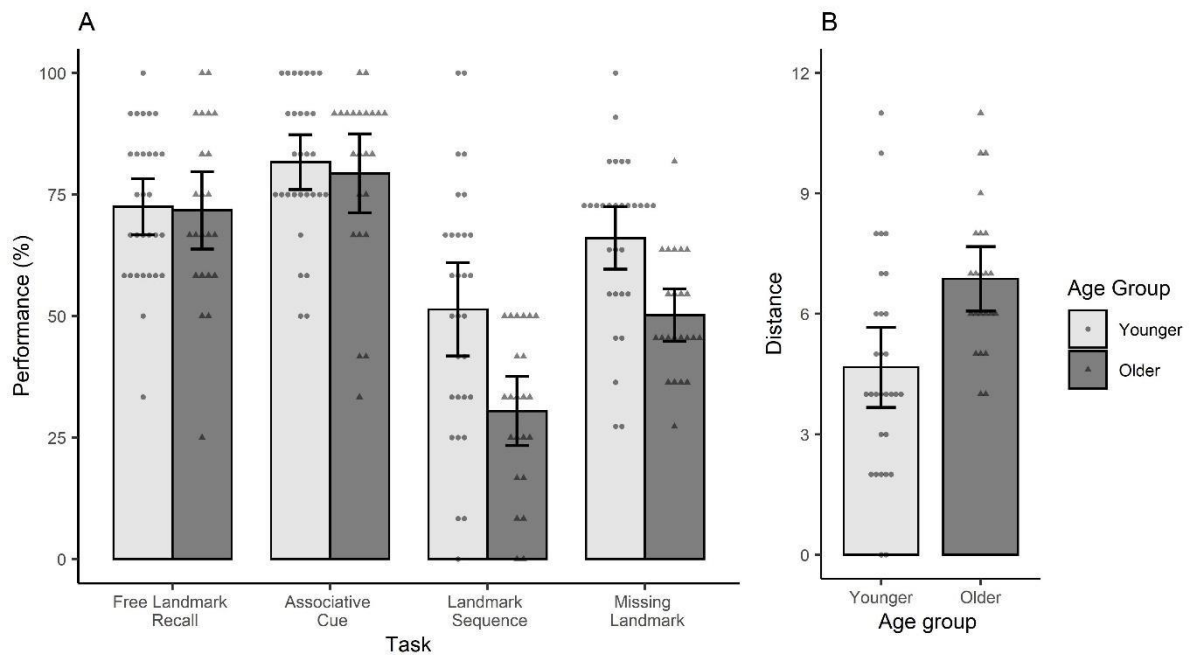 A
Performance (%)
100
75
50
25
0
Free Landmark
Recall
Associative
Cue
Landmark
Sequence
Missing
Landmark
Task
B
Distance
12
9
6
3
0
Younger
Older
Age group
Age Group
Younger
Older